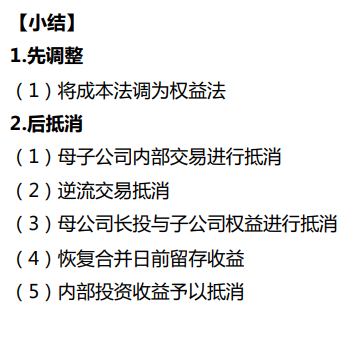 【小结】
1.先调整
（1）将成本法调为权益法
2.后抵消
（1）母子公司内部交易进行抵消
（2）逆流交易抵消
（3）母公司长投与子公司权益进行抵消
（4）恢复合并日前留存收益
（5）内部投资收益予以抵消